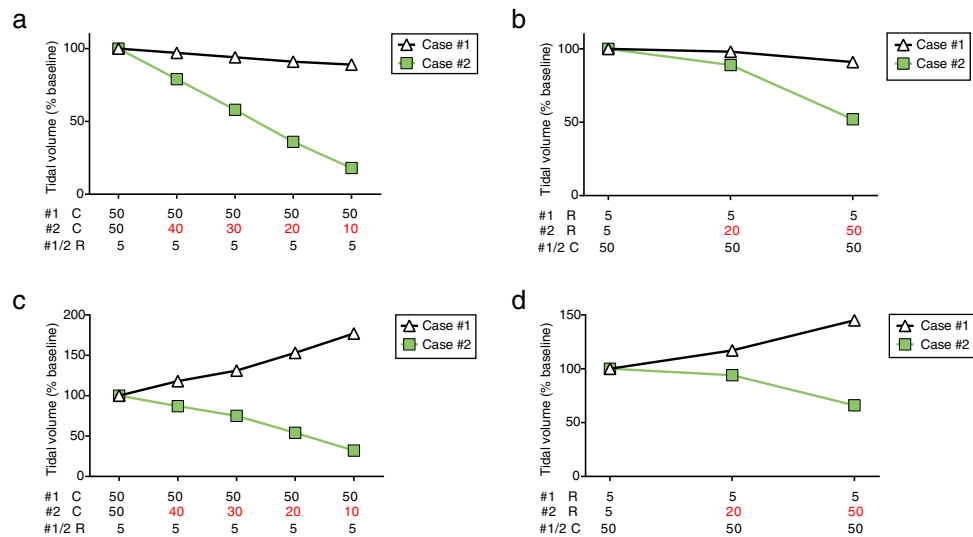 a
Tidal volume (% baseline)
100
50
0
Case #1
Case #2
#1 C 50 50 50 50 50
#2 C 50 40 30 20 10
#1/2 R 5 5 5 5 5
b
Tidal volume (% baseline)
100
50
0
Case #1
Case #2
#1 R 5 5 5
#2 R 5 20 50
#1/2 C 50 50 50
c
Tidal volume (% baseline)
200
150
100
50
0
Case #1
Case #2
#1 C 50 50 50 50 50
#2 C 50 40 30 20 10
#1/2 R 5 5 5 5 5
d
Tidal volume (% baseline)
150
100
50
0
Case #1
Case #2
#1 R 5 5 5
#2 R 5 20 50
#1/2 C 50 50 50